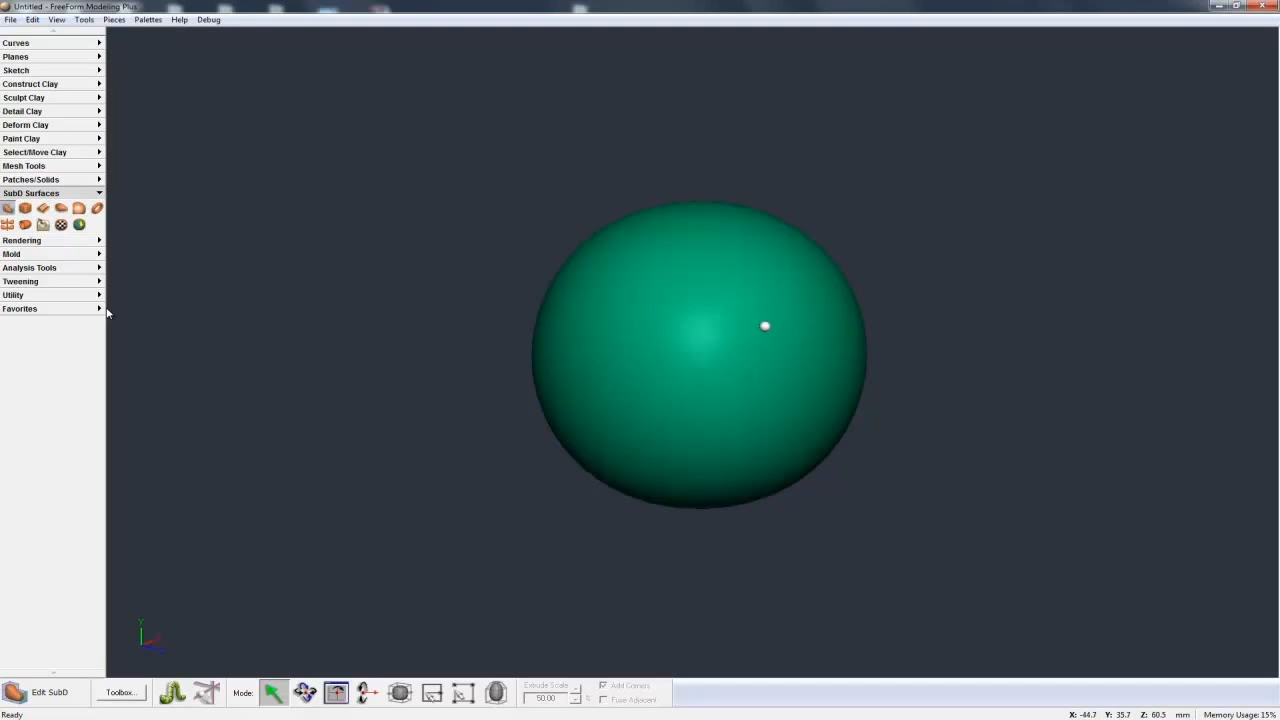 Untitled - FreeForm Modeling Plus
File Edit View Tools Pieces Palettes Help Debug
Curves
Planes
Sketch
Construct Clay
Sculpt Clay
Detail Clay
Deform Clay
Paint Clay
Select/Move Clay
Mesh Tools
Patches/Solids
SubD Surfaces
Rendering
Mold
Analysis Tools
Tweening
Utility
Favorites
Y
Edit SubD
Toolbox...
Mode:
Extrude Scale
50.00
%
Add Corners
Fuse Adjacent
Ready
X: -44.7 Y: 35.7 Z: 60.5 mm Memory Usage: 15%